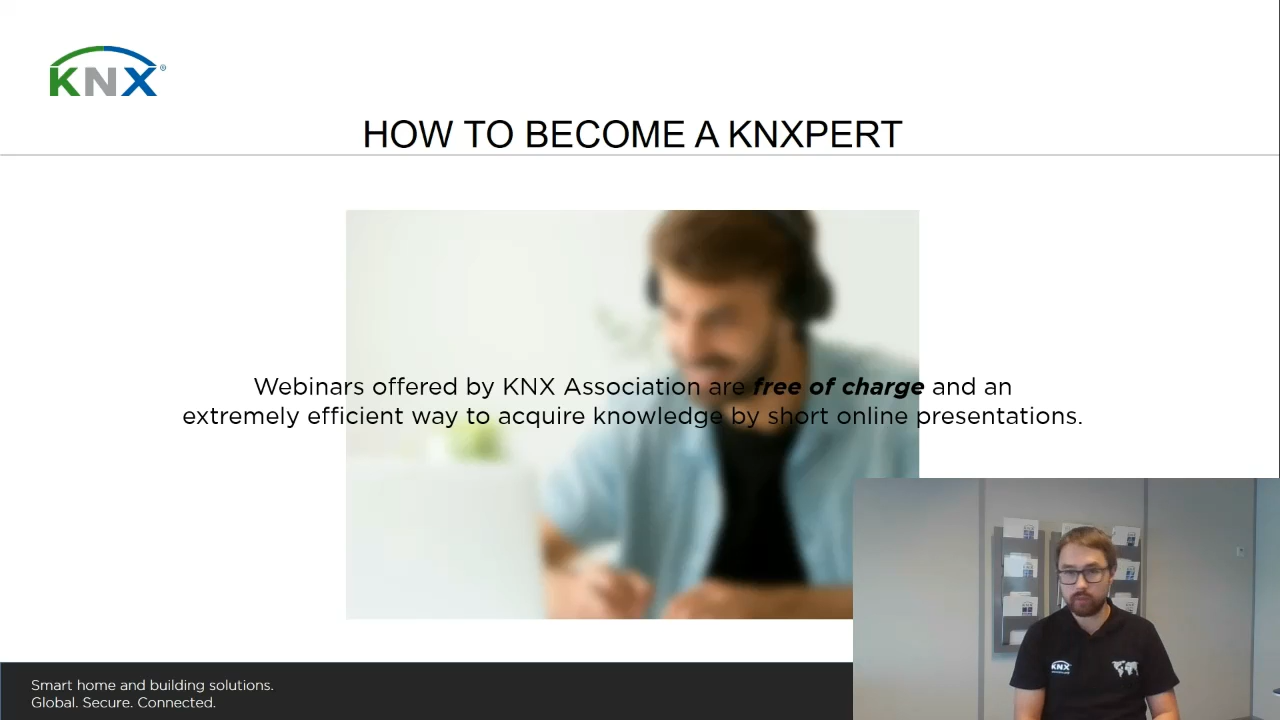 KNX®
HOW TO BECOME A KNXPERT
Webinars offered by KNX Association are free of charge and an
extremely efficient way to acquire knowledge by short online presentations.
KNX
Smart home and building solutions.
Global. Secure. Connected.